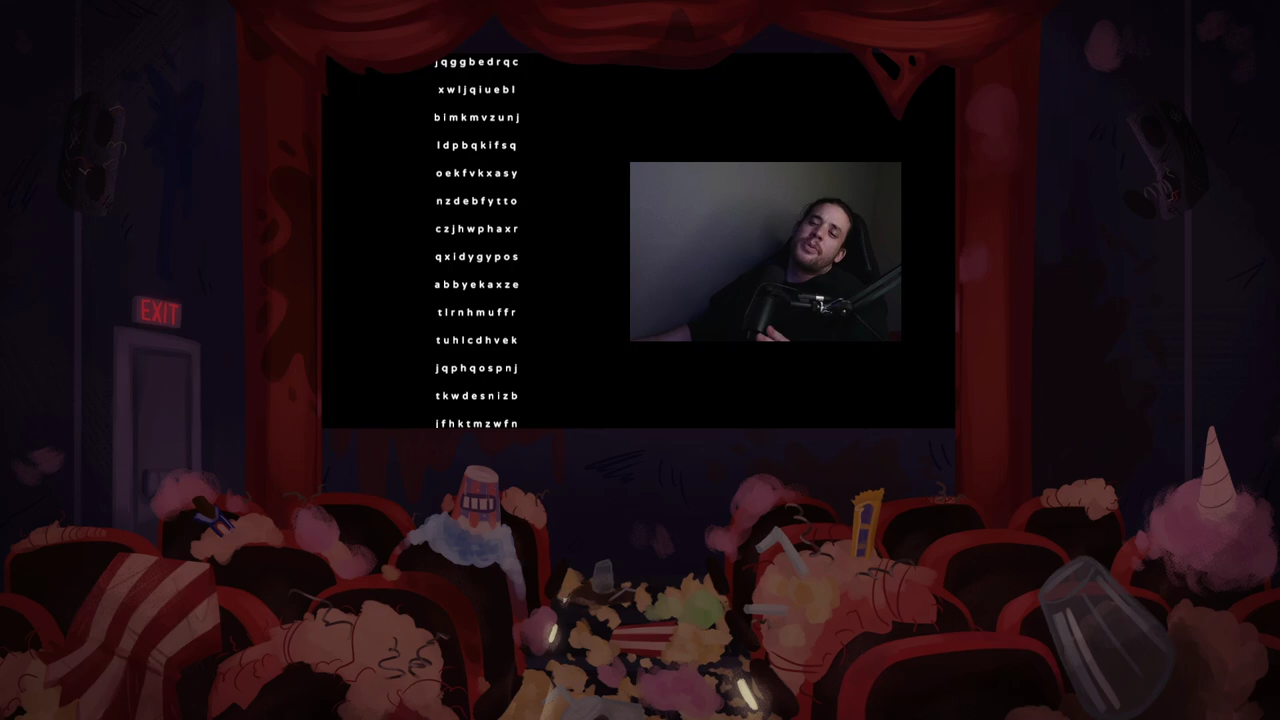 jqggbedrqc
xwljqiuebl
bimkmvzunj
ldpbqkifsq
oekfvkxasy
nzdebfytto
czjhwphaxr
qxidygypos
abbyekaxze
tlrnhmuffr
tuhlcdhvek
jqphqospnj
tkwdesnizb
jfhktmzwfn
EXIT